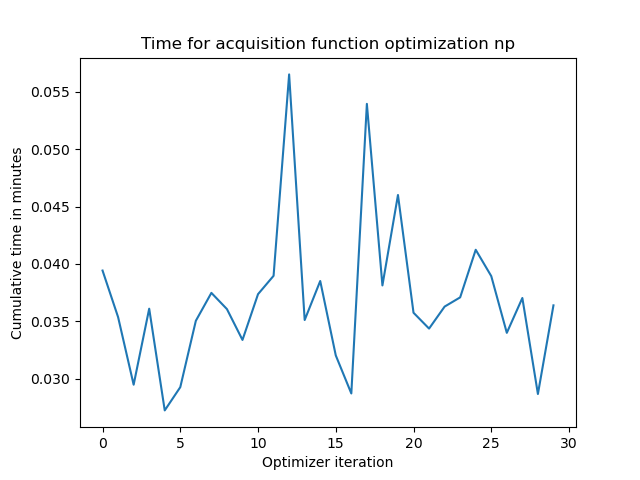 Time for acquisition function optimization np
Cumulative time in minutes
0.055
0.050
0.045
0.040
0.035
0.030
0 5 10 15 20 25 30
Optimizer iteration